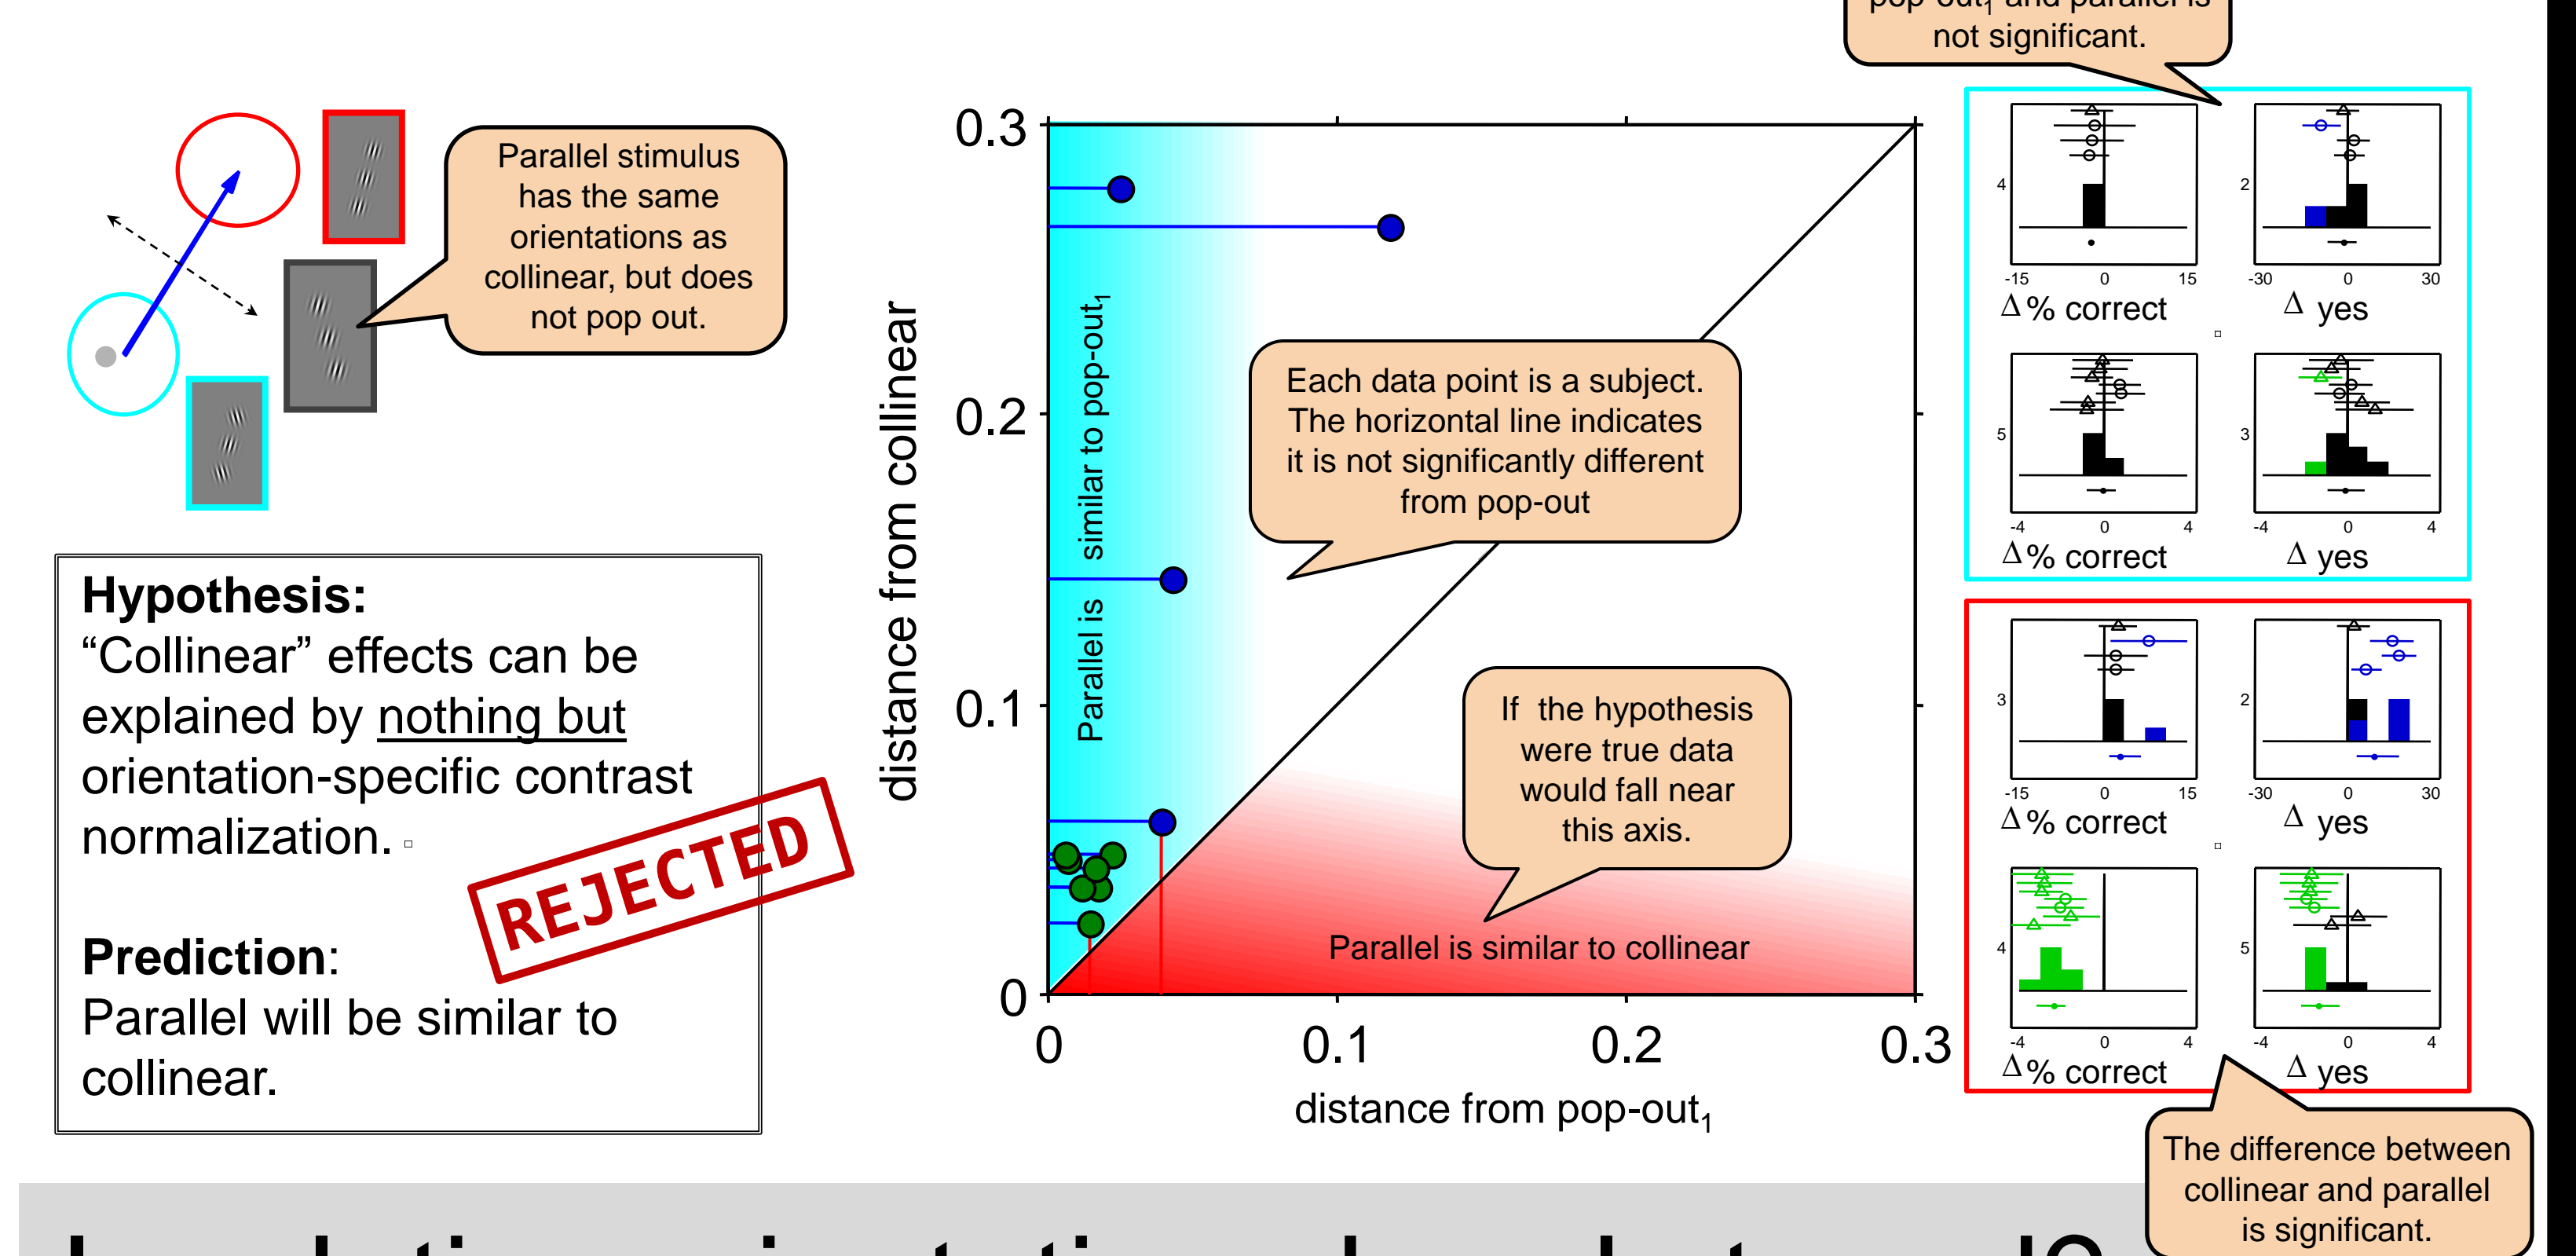 pop-out1 and parallel is
not significant.
Parallel stimulus
has the same
orientations as
collinear, but does
not pop out.
Hypothesis:
“Collinear” effects can be
explained by nothing but
orientation-specific contrast
normalization.
REJECTED
Prediction:
Parallel will be similar to
collinear.
distance from collinear
0.3
0.2
0.1
0
0
0.1
0.2
0.3
distance from pop-out1
Parallel is similar to pop-out1
Each data point is a subject.
The horizontal line indicates
it is not significantly different
from pop-out
If the hypothesis
were true data
would fall near
this axis.
Parallel is similar to collinear
4
-15 0 15
Δ% correct
2
-30 0 30
Δ yes
5
-4 0 4
Δ% correct
3
-4 0 4
Δ yes
3
-15 0 15
Δ% correct
2
-30 0 30
Δ yes
4
-4 0 4
Δ% correct
5
-4 0 4
Δ yes
The difference between
collinear and parallel
is significant.